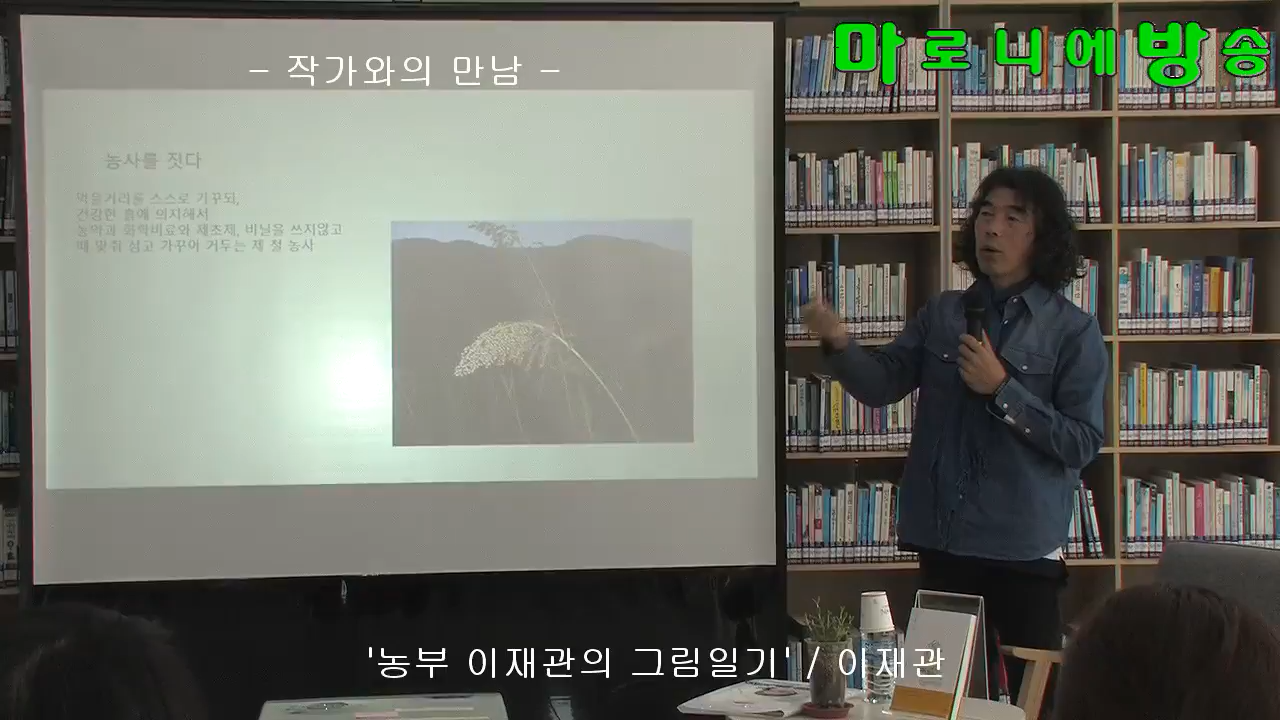 마로니에방송
- 작가와의 만남 -
농사를 짓다
먹을거리를 스스로 가꾸되,
건강한 흙에 의지해서
농약과 화학비료와 제초제, 비닐을 쓰지않고
때 맞춰 심고 가꾸어 거두는 제 철 농사
'농부 이재관의 그림일기' / 이재관